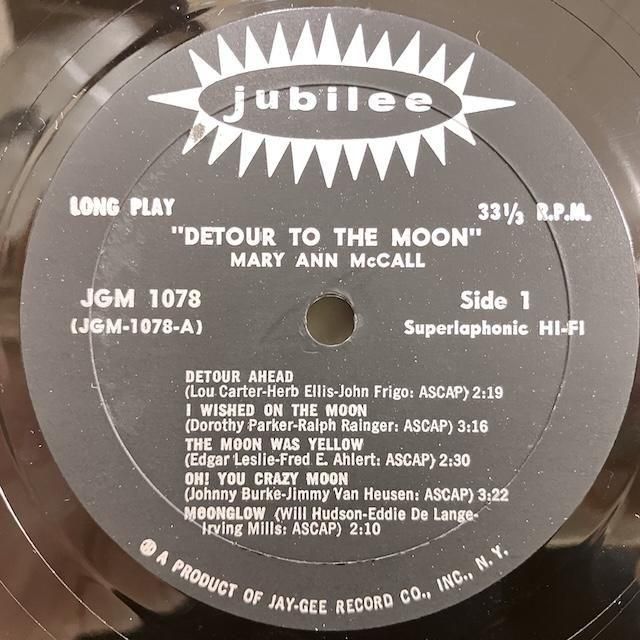 jubilee
LONG PLAY
33⅓ R.P.M.
"DETOUR TO THE MOON"
MARY ANN McCALL
JGM 1078
(JGM-1078-A)
Side 1
Superlaphonic HI-FI
DETOUR AHEAD
(Lou Carter-Herb Ellis-John Frigo: ASCAP) 2:19
I WISHED ON THE MOON
(Dorothy Parker-Ralph Rainger: ASCAP) 3:16
THE MOON WAS YELLOW
(Edgar Leslie-Fred E. Ahlert: ASCAP) 2:30
OH! YOU CRAZY MOON
(Johnny Burke-Jimmy Van Heusen: ASCAP) 3:22
MOONGLOW (Will Hudson-Eddie De Lange-
Irving Mills: ASCAP) 2:10
A PRODUCT OF JAY-GEE RECORD CO., INC., N. Y.